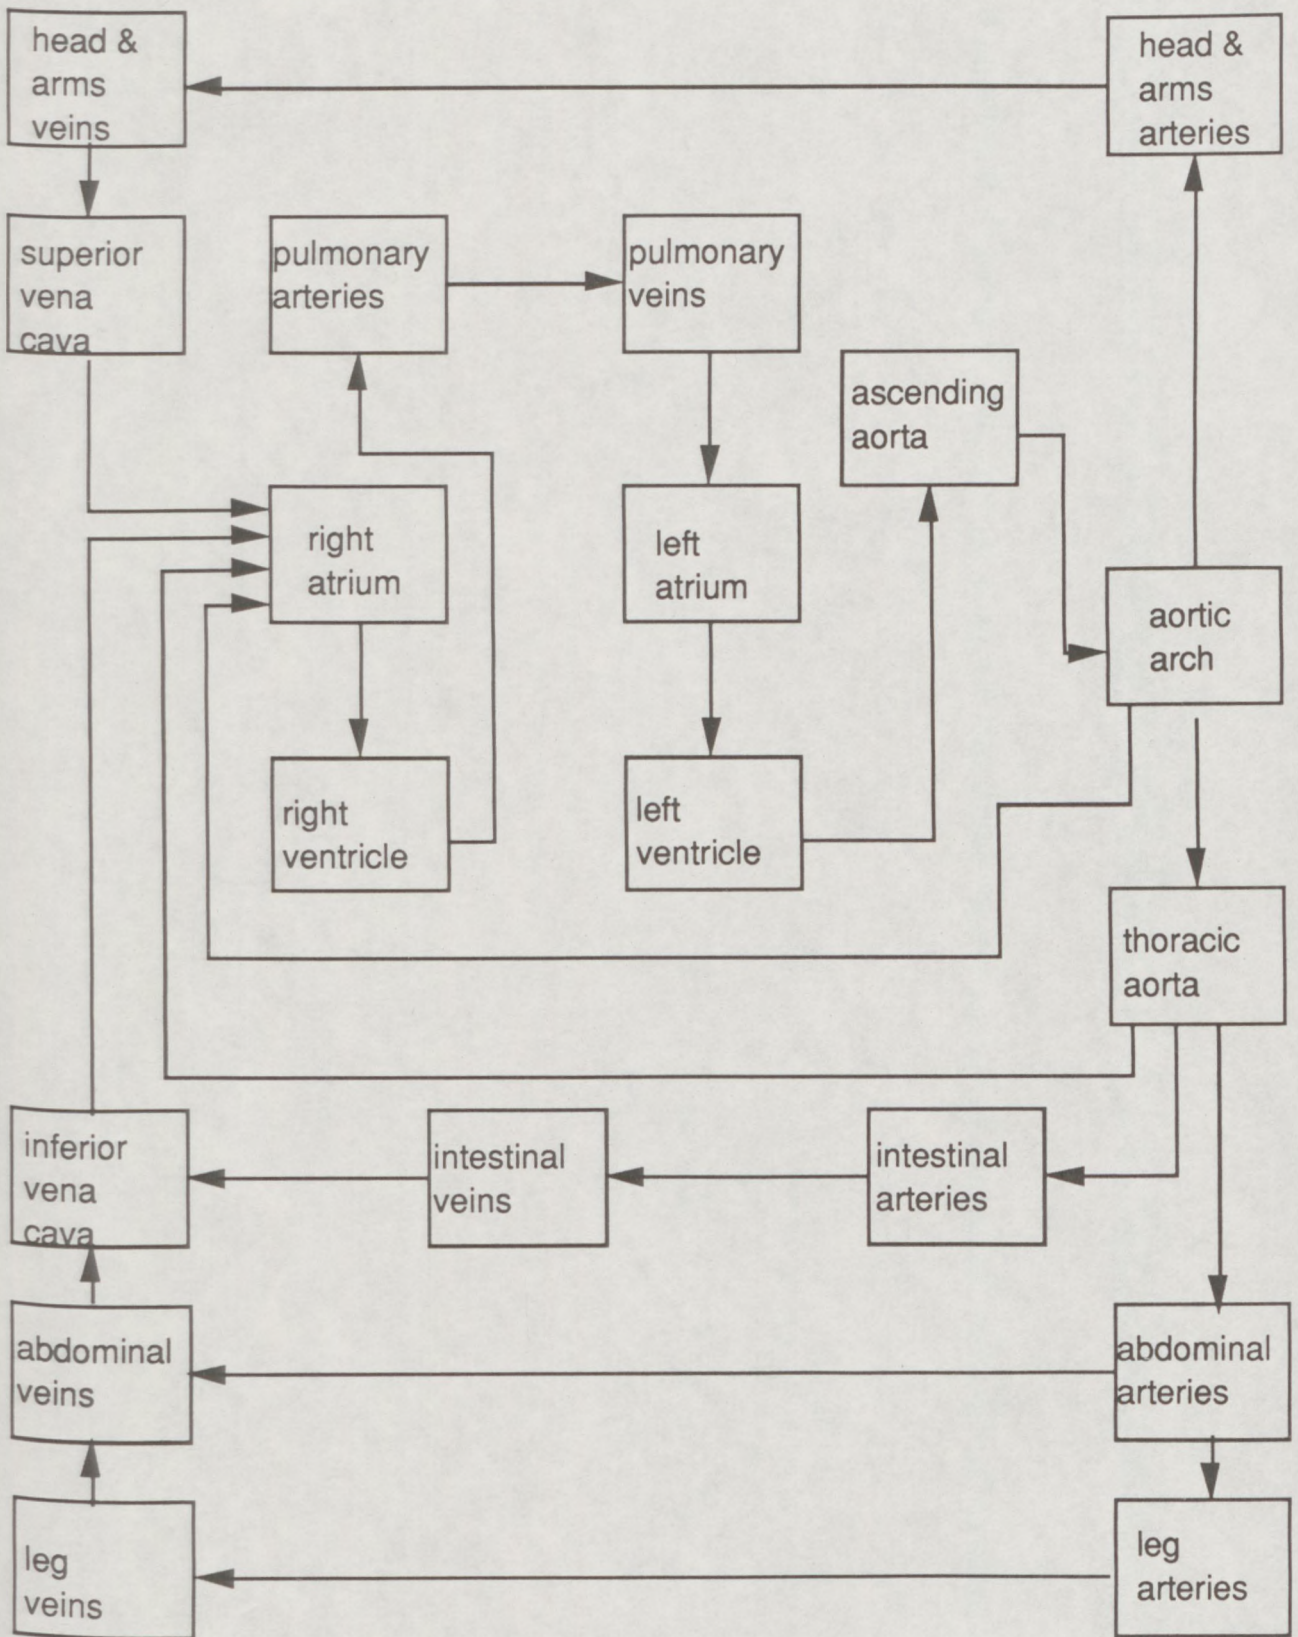 head &
arms
veins
head &
arms
arteries
superior
vena
cava
pulmonary
arteries
pulmonary
veins
ascending
aorta
right
atrium
left
atrium
aortic
arch
right
ventricle
left
ventricle
thoracic
aorta
inferior
vena
cava
intestinal
veins
intestinal
arteries
abdominal
veins
abdominal
arteries
leg
veins
leg
arteries